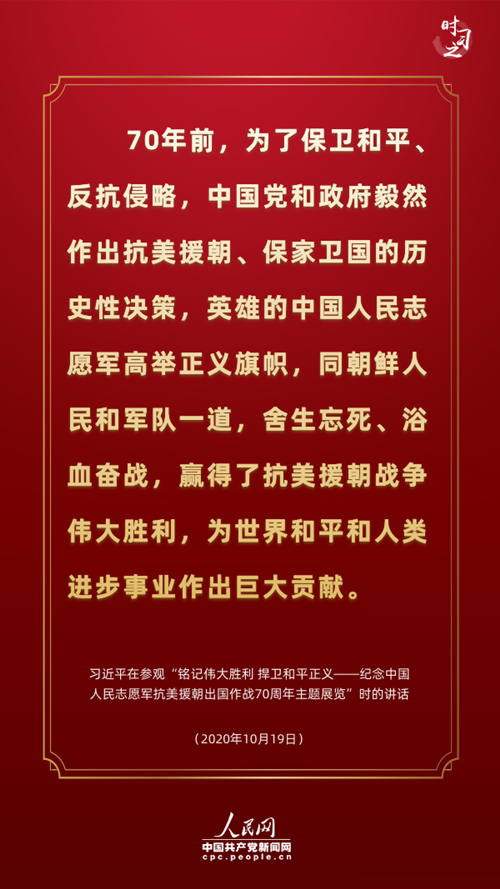 时习之
70年前，为了保卫和平、
反抗侵略，中国党和政府毅然
作出抗美援朝、保家卫国的历
史性决策，英雄的中国人民志
愿军高举正义旗帜，同朝鲜人
民和军队一道，舍生忘死、浴
血奋战，赢得了抗美援朝战争
伟大胜利，为世界和平和人类
进步事业作出巨大贡献。
习近平在参观“铭记伟大胜利 捍卫和平正义——纪念中国
人民志愿军抗美援朝出国作战70周年主题展览”时的讲话
（2020年10月19日）
人民网
中国共产党新闻网
cpc.people.cn